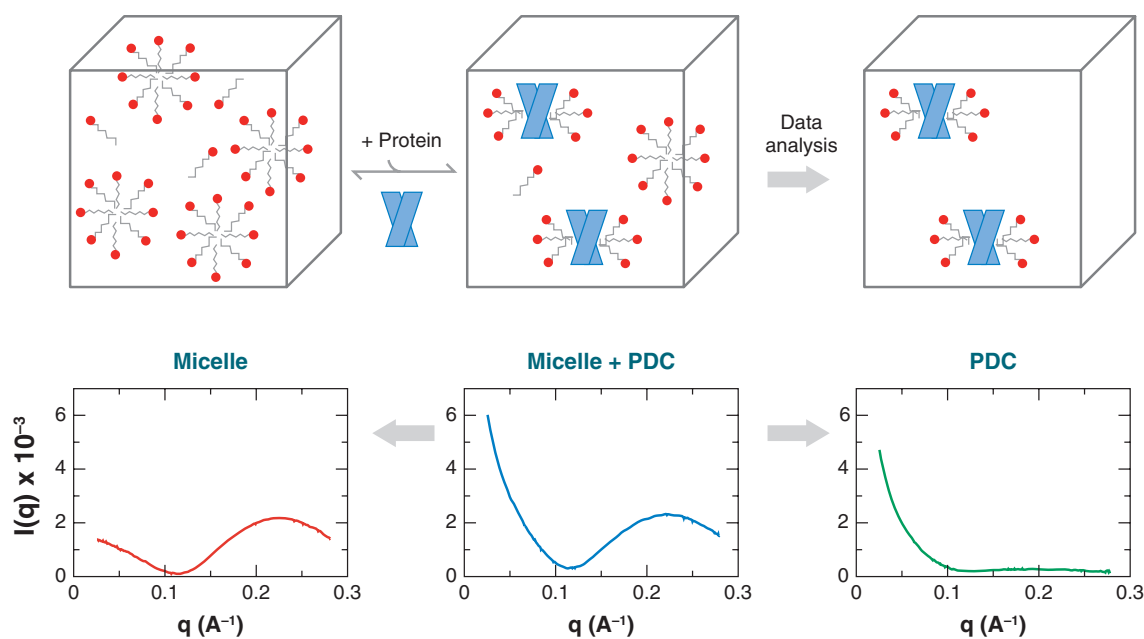 + Protein
Data
analysis
Micelle
Micelle + PDC
PDC
I(q) x 10⁻³
6
4
2
0
0
0.1
0.2
0.3
q (A⁻¹)
6
4
2
0
0
0.1
0.2
0.3
q (A⁻¹)
6
4
2
0
0
0.1
0.2
0.3
q (A⁻¹)